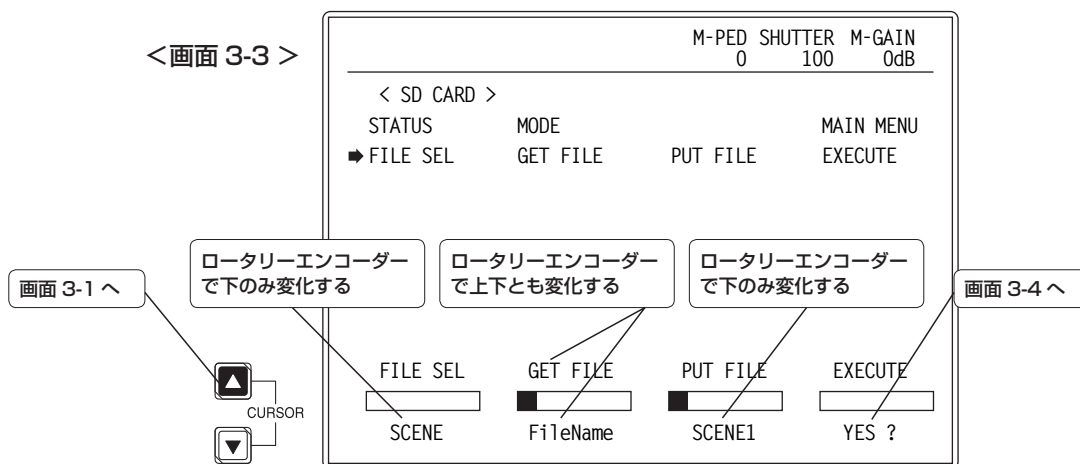 <画面 3-3 >
M-PED SHUTTER M-GAIN
0 100 0dB
< SD CARD >
STATUS MODE MAIN MENU
➡FILE SEL GET FILE PUT FILE EXECUTE
ロータリーエンコーダー
で下のみ変化する
ロータリーエンコーダー
で上下とも変化する
ロータリーエンコーダー
で下のみ変化する
画面 3-1 へ
画面 3-4 へ
FILE SEL GET FILE PUT FILE EXECUTE
CURSOR
SCENE FileName SCENE1 YES ?